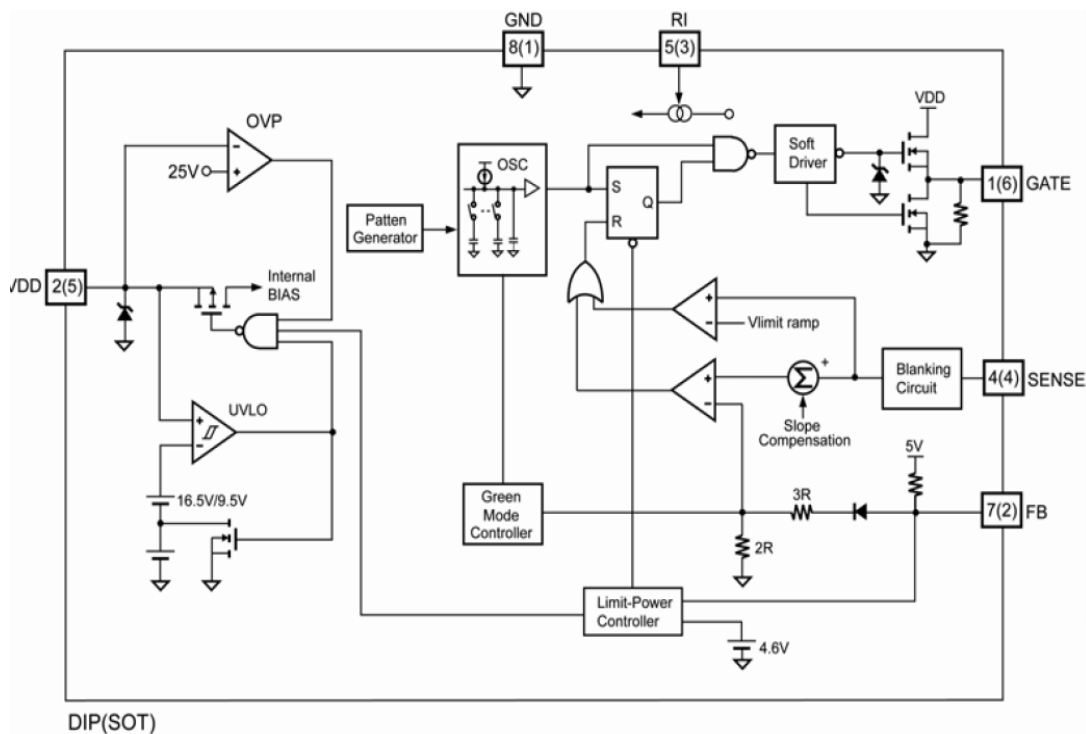 GND
8(1)
RI
5(3)
OVP
25V
-
+
OSC
Patten
Generator
S
R
Q
Soft
Driver
VDD
1(6)
GATE
VDD
2(5)
Internal
BIAS
+
-
Vlimit ramp
+
-
Σ
+
Slope
Compensation
Blanking
Circuit
4(4)
SENSE
UVLO
+
-
16.5V/9.5V
Green
Mode
Controller
3R
2R
5V
7(2)
FB
Limit-Power
Controller
4.6V
DIP(SOT)